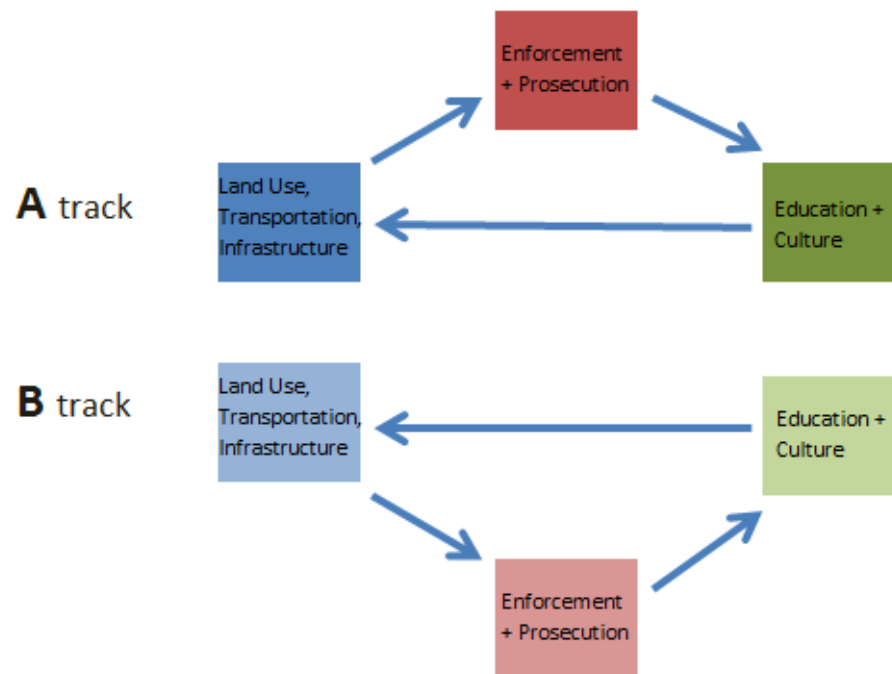 Enforcement
+ Prosecution
A track
Land Use,
Transportation,
Infrastructure
Education +
Culture
B track
Land Use,
Transportation,
Infrastructure
Education +
Culture
Enforcement
+ Prosecution